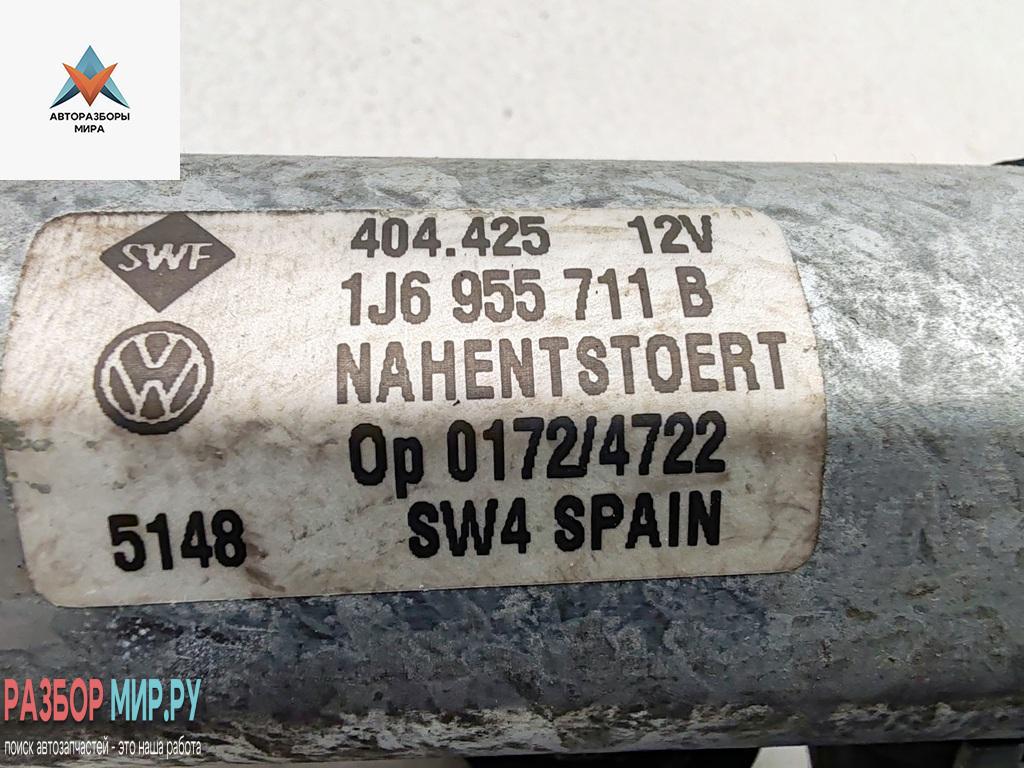 АВТОРАЗБОРЫ
МИРА
SWF
404.425 12V
1J6 955 711 B
NAHENTSTOERT
Op 0172/4722
5148 SW4 SPAIN
РАЗБОР МИР.РУ
поиск автозапчастей - это наша работа